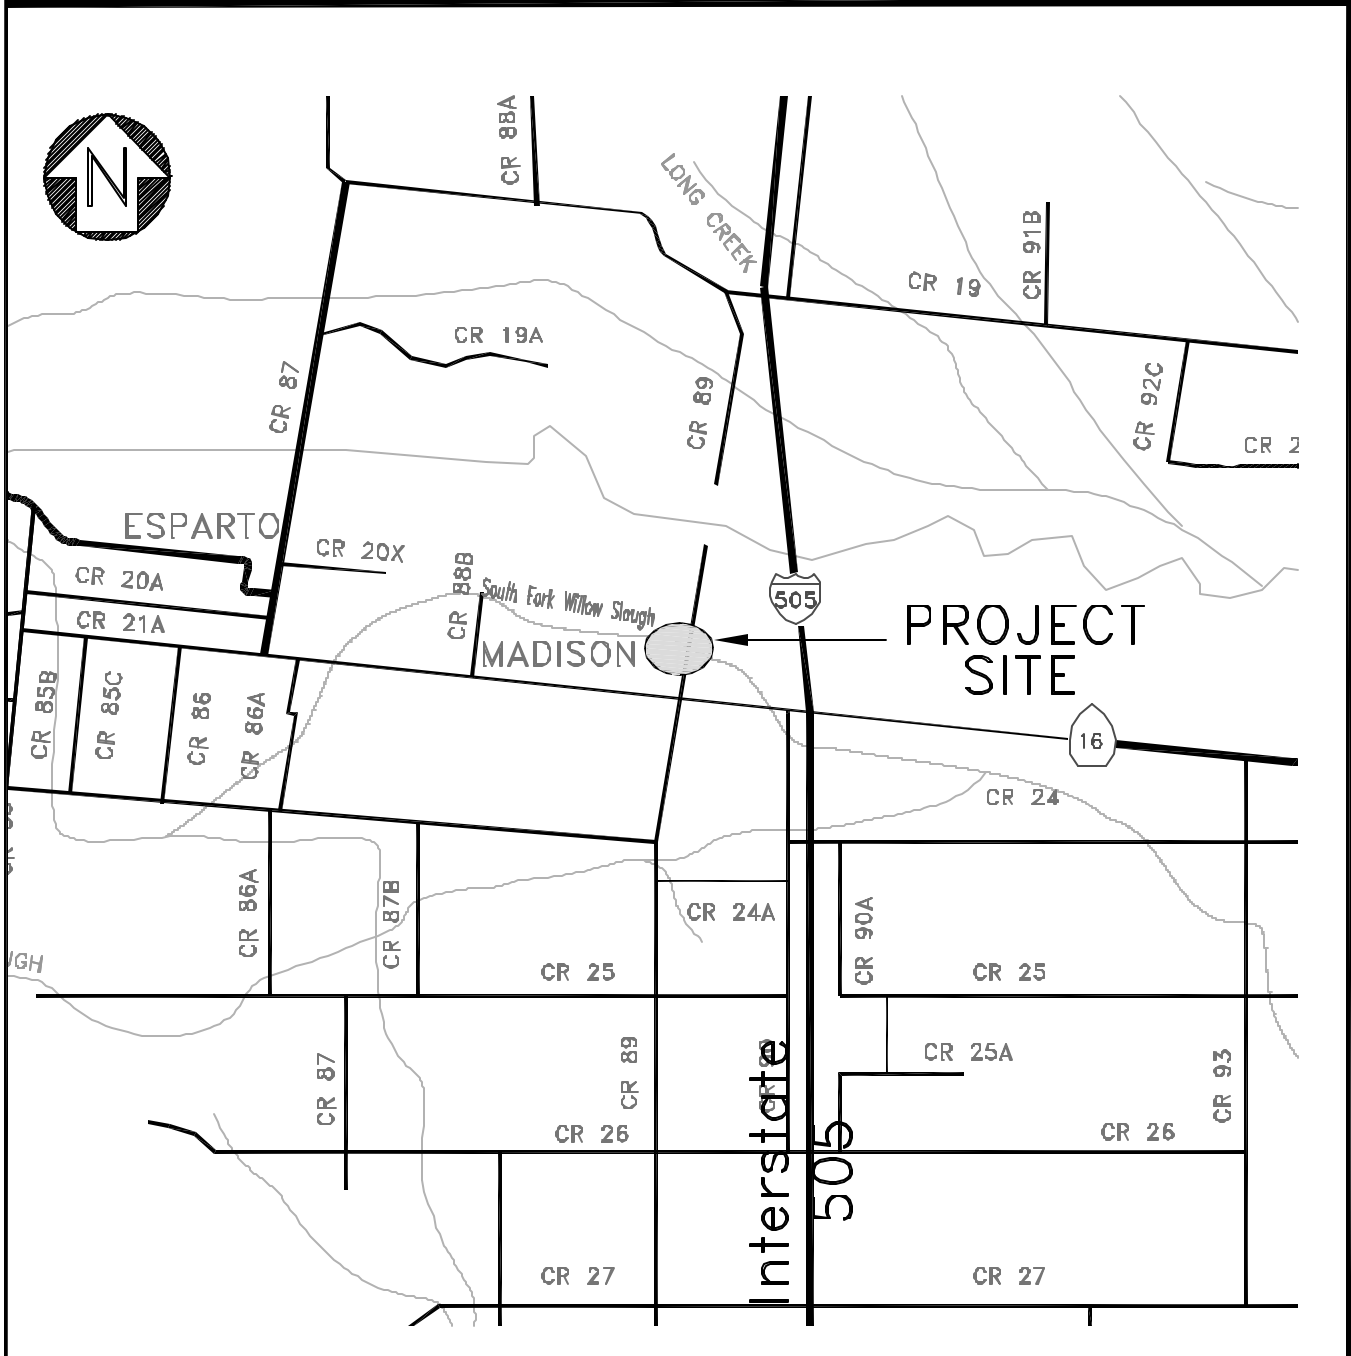 N
CR 88A
LONG CREEK
CR 91B
CR 19
CR 19A
CR 87
CR 89
CR 92C
CR 2
ESPARTO
CR 20X
CR 20A
CR 88B
South Fork Willow Slough
505
CR 21A
PROJECT
SITE
MADISON
CR 85B
CR 85C
CR 86
CR 86A
16
CR 24
CR 86A
CR 87B
CR 24A
CR 90A
CR 25
CR 25
CR 87
CR 89
CR 25A
CR 93
Interstate
505
CR 26
CR 26
CR 27
CR 27